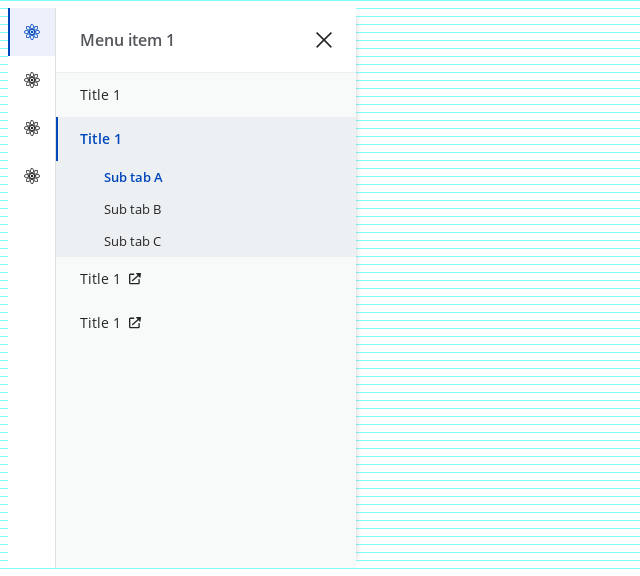 Menu item 1
Title 1
Title 1
Sub tab A
Sub tab B
Sub tab C
Title 1
Title 1